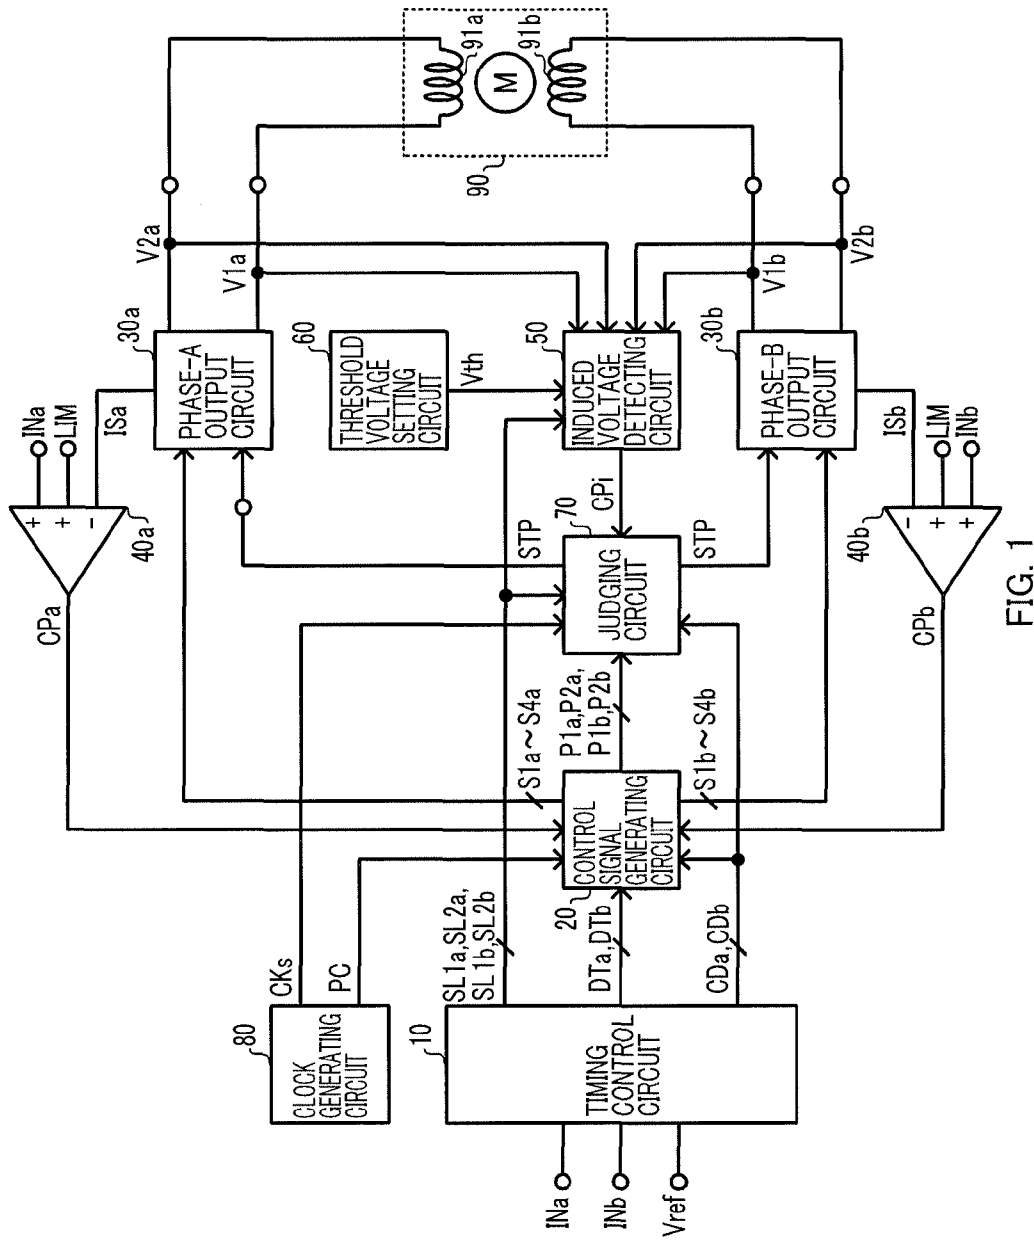 INa
LIM
ISa
40a
CPa
30a
PHASE-A
OUTPUT
CIRCUIT
V2a
V1a
91a
M
91b
90
60
THRESHOLD
VOLTAGE
SETTING
CIRCUIT
Vth
50
INDUCED
VOLTAGE
DETECTING
CIRCUIT
CPi
V1b
V2b
30b
PHASE-B
OUTPUT
CIRCUIT
ISb
LIM
INb
40b
CPb
STP
70
JUDGING
CIRCUIT
STP
S1a~S4a
P1a,P2a,
P1b,P2b
S1b~S4b
20
CONTROL
SIGNAL
GENERATING
CIRCUIT
CKs
PC
80
CLOCK
GENERATING
CIRCUIT
SL1a,SL2a,
SL1b,SL2b
DTa,DTb
CDa,CDb
10
TIMING
CONTROL
CIRCUIT
INa
INb
Vref
+
+
-
-
+
+
FIG. 1